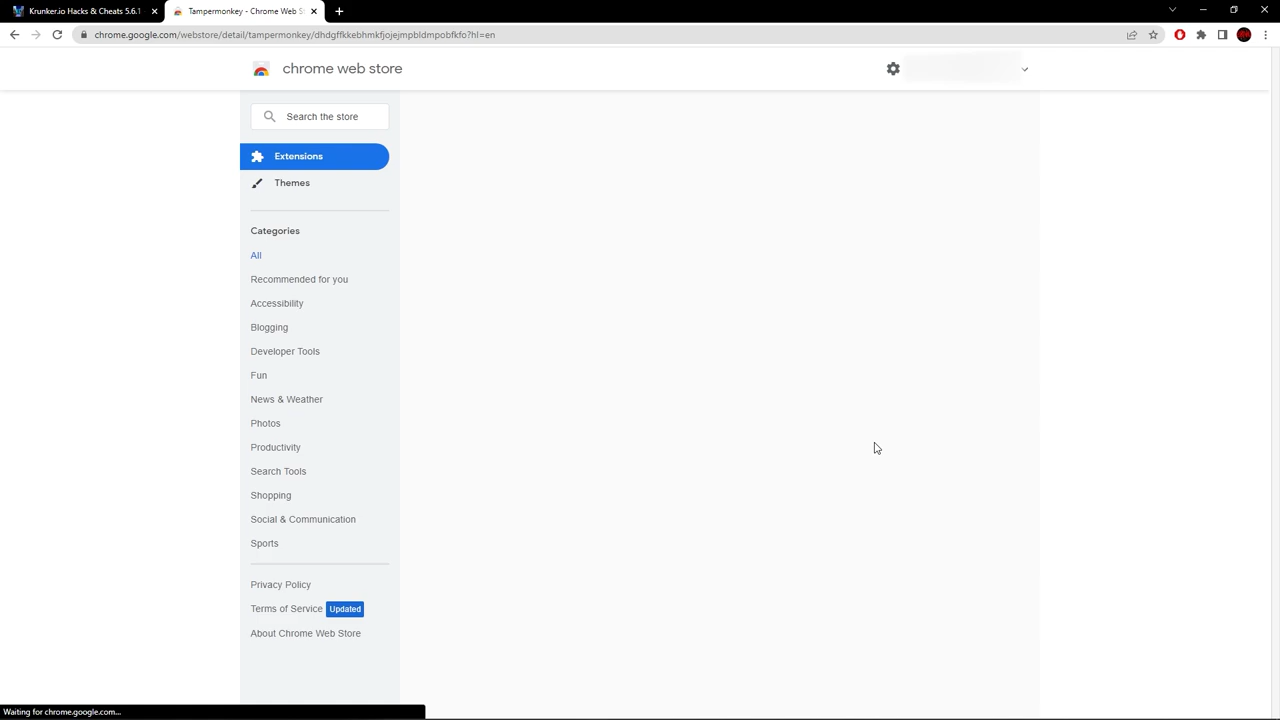 Krunker.io Hacks & Cheats 5.6.1
Tampermonkey - Chrome Web S
chrome.google.com/webstore/detail/tampermonkey/dhdgffkkebhmkfjojejmpbldmpobfkfo?hl=en
chrome web store
Search the store
Extensions
Themes
Categories
All
Recommended for you
Accessibility
Blogging
Developer Tools
Fun
News & Weather
Photos
Productivity
Search Tools
Shopping
Social & Communication
Sports
Privacy Policy
Terms of Service Updated
About Chrome Web Store
Waiting for chrome.google.com...